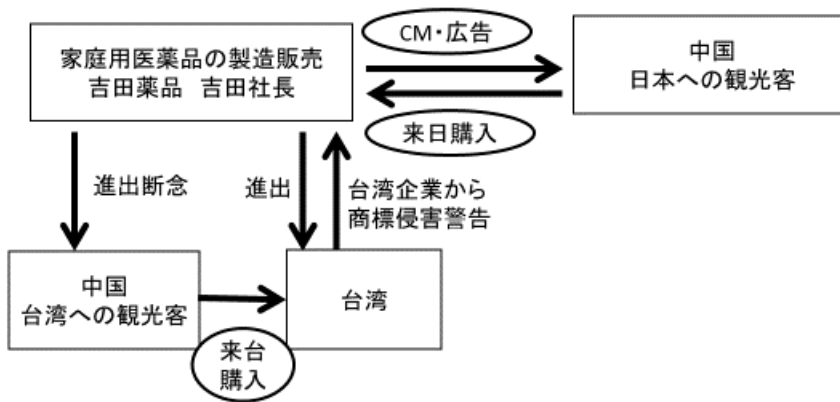 家庭用医薬品の製造販売
吉田薬品 吉田社長
CM・広告
中国
日本への観光客
来日購入
進出断念
進出
台湾企業から
商標侵害警告
中国
台湾への観光客
台湾
来台
購入